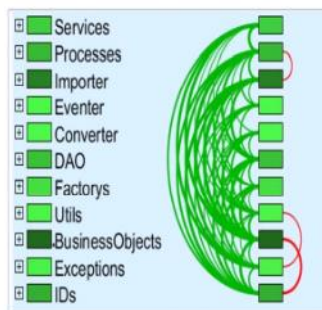 Services
Processes
Importer
Eventer
Converter
DAO
Factorys
Utils
BusinessObjects
Exceptions
IDs